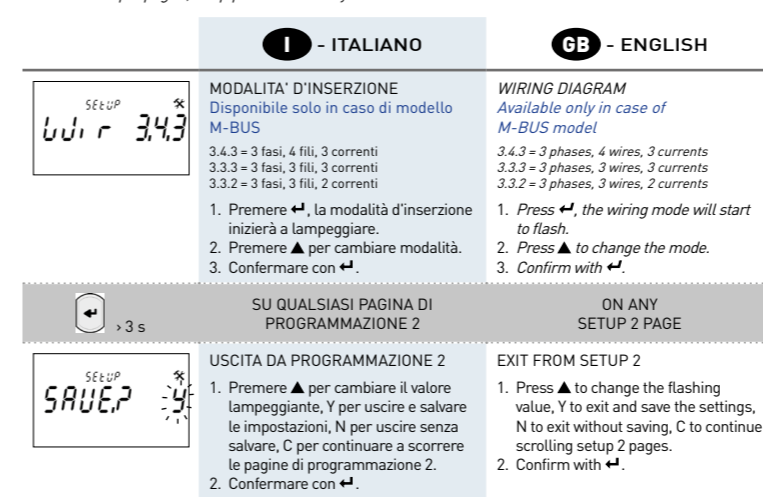 I - ITALIANO
GB - ENGLISH
SETUP
Wir 3.4.3
MODALITA' D'INSERZIONE
Disponibile solo in caso di modello
M-BUS
3.4.3 = 3 fasi, 4 fili, 3 correnti
3.3.3 = 3 fasi, 3 fili, 3 correnti
3.3.2 = 3 fasi, 3 fili, 2 correnti
1. Premere ↵, la modalità d'inserzione
inizierà a lampeggiare.
2. Premere ▲ per cambiare modalità.
3. Confermare con ↵.
WIRING DIAGRAM
Available only in case of
M-BUS model
3.4.3 = 3 phases, 4 wires, 3 currents
3.3.3 = 3 phases, 3 wires, 3 currents
3.3.2 = 3 phases, 3 wires, 2 currents
1. Press ↵, the wiring mode will start
to flash.
2. Press ▲ to change the mode.
3. Confirm with ↵.
↵ › 3 s
SU QUALSIASI PAGINA DI
PROGRAMMAZIONE 2
ON ANY
SETUP 2 PAGE
SETUP
SAVE? Y
USCITA DA PROGRAMMAZIONE 2
1. Premere ▲ per cambiare il valore
lampeggiante, Y per uscire e salvare
le impostazioni, N per uscire senza
salvare, C per continuare a scorrere
le pagine di programmazione 2.
2. Confermare con ↵.
EXIT FROM SETUP 2
1. Press ▲ to change the flashing
value, Y to exit and save the settings,
N to exit without saving, C to continue
scrolling setup 2 pages.
2. Confirm with ↵.